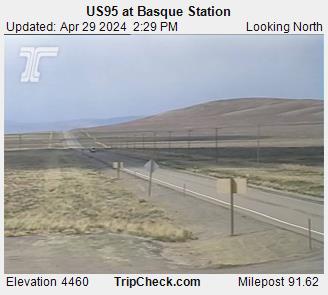 US95 at Basque Station
Updated: Apr 29 2024 2:29 PM Looking North
Elevation 4460 TripCheck.com Milepost 91.62